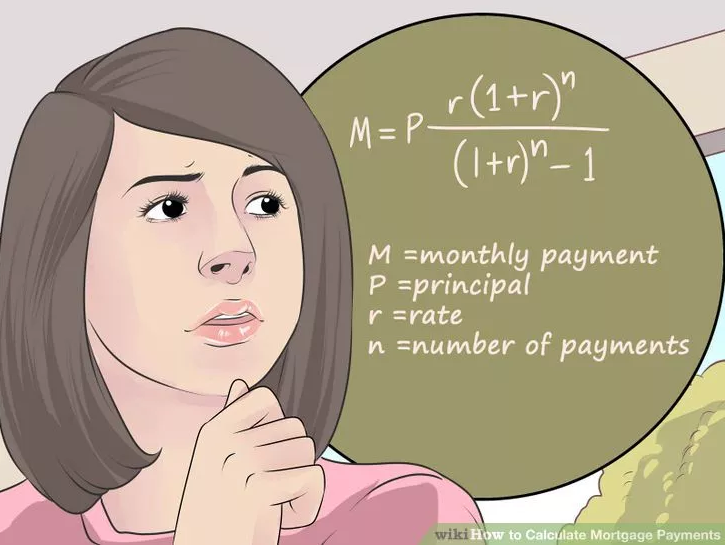 M = P r(1+r)^n / (1+r)^n - 1
M =monthly payment
P =principal
r =rate
n =number of payments
wikiHow to Calculate Mortgage Payments